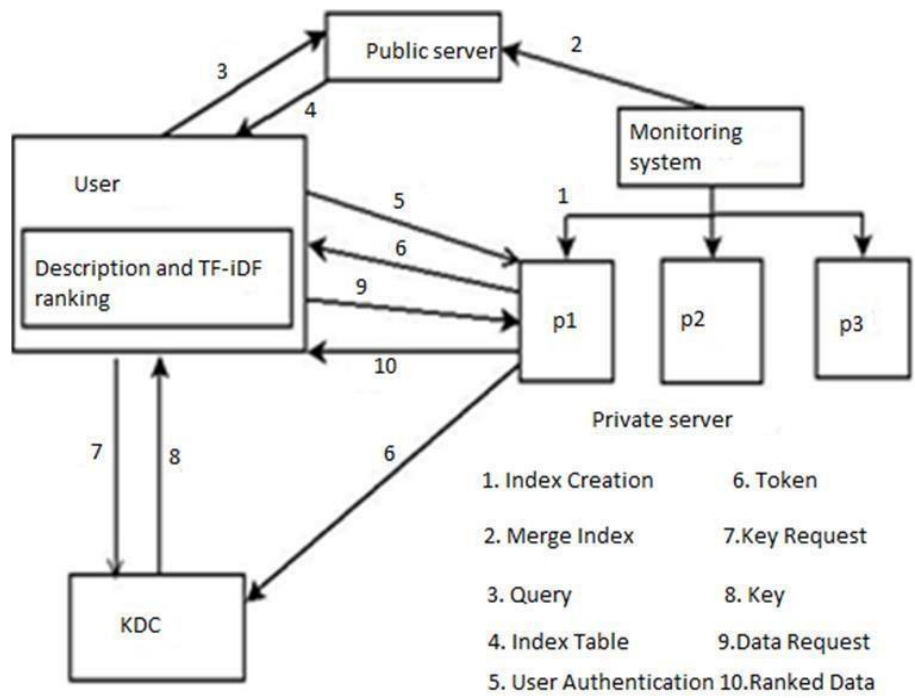 Public server
2
3
4
Monitoring
system
User
1
5
6
Description and TF-iDF
ranking
9
p1
p2
p3
10
Private server
7
8
6
1. Index Creation
6. Token
2. Merge Index
7.Key Request
3. Query
8. Key
4. Index Table
9.Data Request
5. User Authentication
10.Ranked Data
KDC